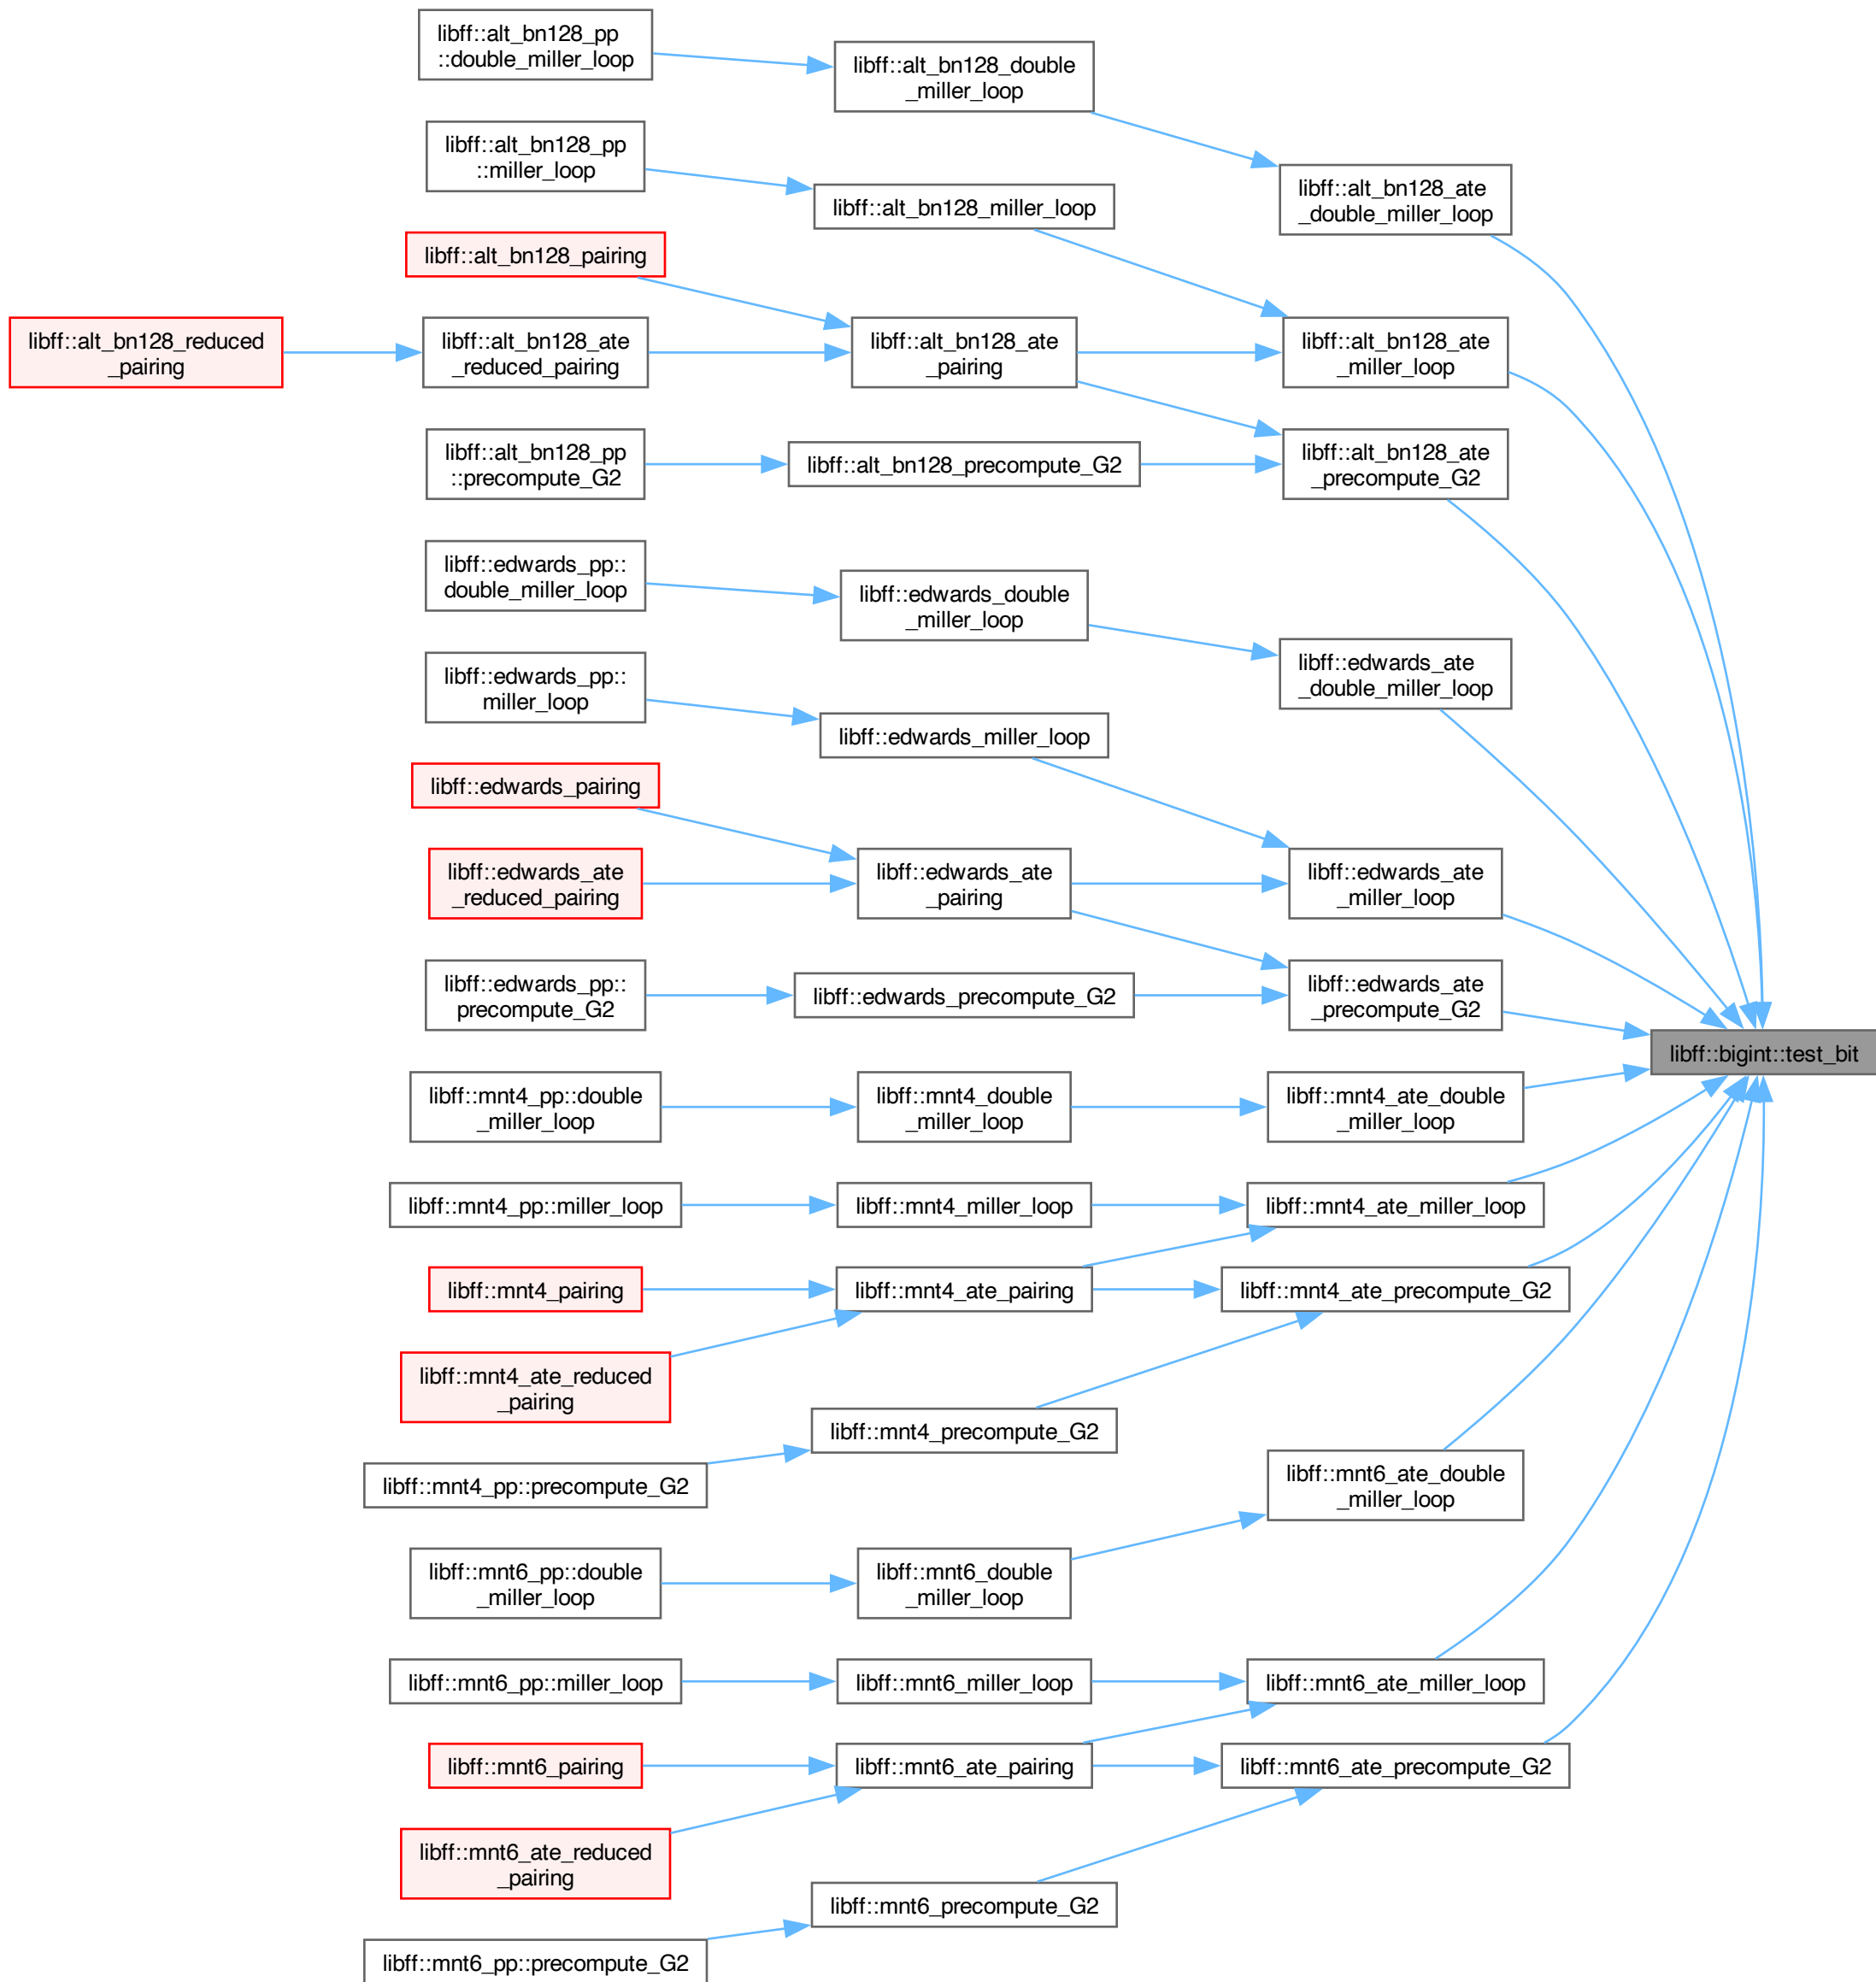 libff::alt_bn128_pp
::double_miller_loop
libff::alt_bn128_double
_miller_loop
libff::alt_bn128_pp
::miller_loop
libff::alt_bn128_miller_loop
libff::alt_bn128_ate
_double_miller_loop
libff::alt_bn128_pairing
libff::alt_bn128_reduced
_pairing
libff::alt_bn128_ate
_reduced_pairing
libff::alt_bn128_ate
_pairing
libff::alt_bn128_ate
_miller_loop
libff::alt_bn128_pp
::precompute_G2
libff::alt_bn128_precompute_G2
libff::alt_bn128_ate
_precompute_G2
libff::edwards_pp::
double_miller_loop
libff::edwards_double
_miller_loop
libff::edwards_ate
_double_miller_loop
libff::edwards_pp::
miller_loop
libff::edwards_miller_loop
libff::edwards_pairing
libff::edwards_ate
_reduced_pairing
libff::edwards_ate
_pairing
libff::edwards_ate
_miller_loop
libff::edwards_pp::
precompute_G2
libff::edwards_precompute_G2
libff::edwards_ate
_precompute_G2
libff::bigint::test_bit
libff::mnt4_pp::double
_miller_loop
libff::mnt4_double
_miller_loop
libff::mnt4_ate_double
_miller_loop
libff::mnt4_pp::miller_loop
libff::mnt4_miller_loop
libff::mnt4_ate_miller_loop
libff::mnt4_pairing
libff::mnt4_ate_pairing
libff::mnt4_ate_precompute_G2
libff::mnt4_ate_reduced
_pairing
libff::mnt4_precompute_G2
libff::mnt4_pp::precompute_G2
libff::mnt6_ate_double
_miller_loop
libff::mnt6_pp::double
_miller_loop
libff::mnt6_double
_miller_loop
libff::mnt6_pp::miller_loop
libff::mnt6_miller_loop
libff::mnt6_ate_miller_loop
libff::mnt6_pairing
libff::mnt6_ate_pairing
libff::mnt6_ate_precompute_G2
libff::mnt6_ate_reduced
_pairing
libff::mnt6_precompute_G2
libff::mnt6_pp::precompute_G2